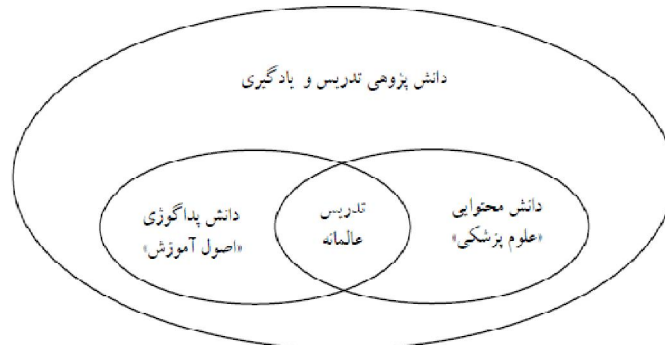 دانش پژوهی تدریس و یادگیری
دانش محتوایی
«علوم پزشکی»
تدریس
عالمانه
دانش پداگوژی
«اصول آموزش»